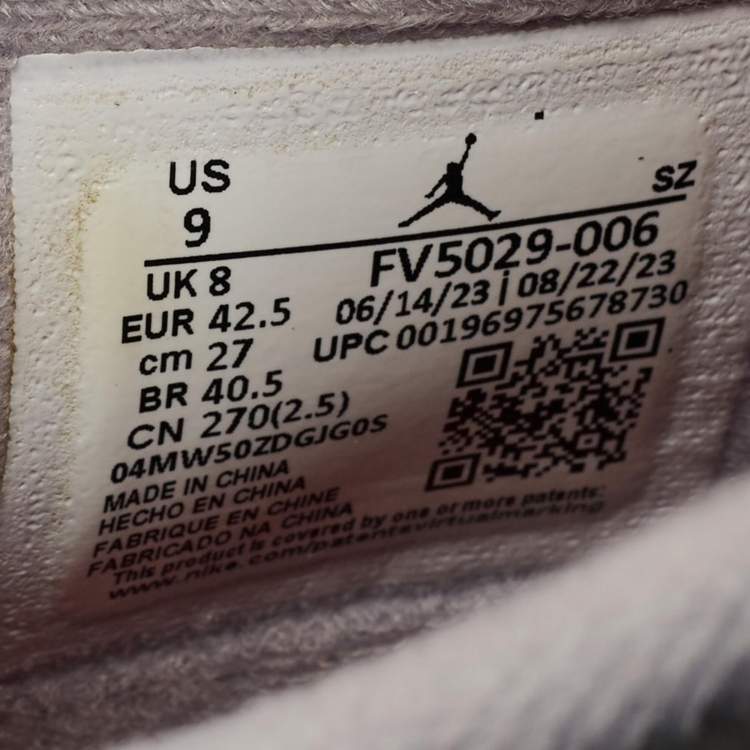 US
9
SZ
UK 8
FV5029-006
EUR 42.5
06/14/23 | 08/22/23
cm 27
UPC 00196975678730
BR 40.5
CN 270(2.5)
04MW50ZDGJG0S
MADE IN CHINA
HECHO EN CHINA
FABRIQUE EN CHINE
FABRICADO NA CHINA
This product is covered by one or more patents:
www.nike.com/patentsvirtualmarking